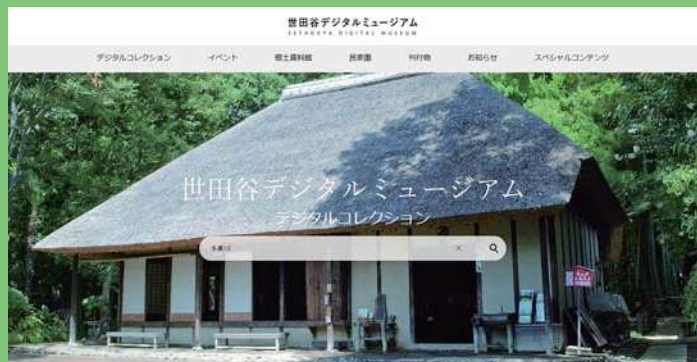 世田谷デジタルミュージアム
SETAGAYA DIGITAL MUSEUM
デジタルコレクション イベント 郷土資料館 民家園 刊行物 お知らせ スペシャルコンテンツ
世田谷デジタルミュージアム
デジタルコレクション
多摩川